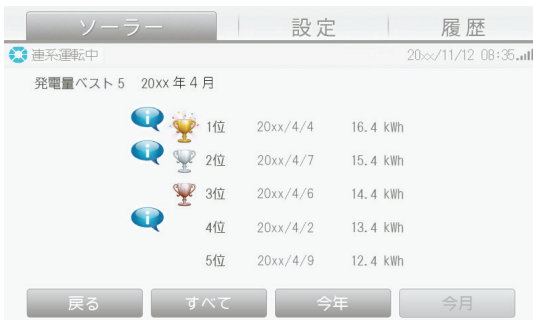 ソーラー 設定 履歴
連系運転中 20xx/11/12 08:35
発電量ベスト5 20XX年4月
i 1位 20xx/4/4 16.4 kWh
i 2位 20xx/4/7 15.4 kWh
3位 20xx/4/6 14.4 kWh
i 4位 20xx/4/2 13.4 kWh
5位 20xx/4/9 12.4 kWh
戻る すべて 今年 今月